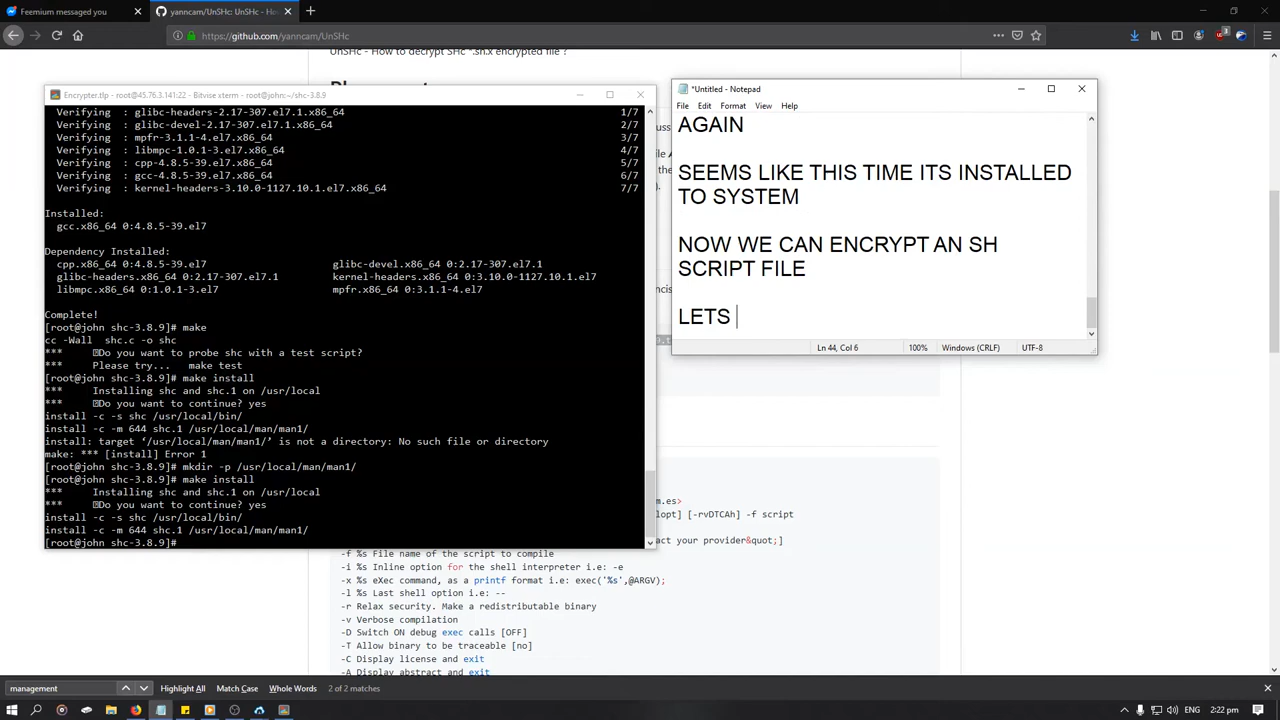 Feemium messaged you
yanncam/UnSHc: UnSHc - Ho
https://github.com/yanncam/UnSHc
UnSHc - How to decrypt SHc *.sh.x encrypted file ?
Encrypter.tlp - root@45.76.3.141:22 - Bitvise xterm - root@john:~/shc-3.8.9
Verifying : glibc-headers-2.17-307.el7.1.x86_64 1/7
Verifying : glibc-devel-2.17-307.el7.1.x86_64 2/7
Verifying : mpfr-3.1.1-4.el7.x86_64 3/7
Verifying : libmpc-1.0.1-3.el7.x86_64 4/7
Verifying : cpp-4.8.5-39.el7.x86_64 5/7
Verifying : gcc-4.8.5-39.el7.x86_64 6/7
Verifying : kernel-headers-3.10.0-1127.10.1.el7.x86_64 7/7
Installed:
gcc.x86_64 0:4.8.5-39.el7
Dependency Installed:
cpp.x86_64 0:4.8.5-39.el7 glibc-devel.x86_64 0:2.17-307.el7.1
glibc-headers.x86_64 0:2.17-307.el7.1 kernel-headers.x86_64 0:3.10.0-1127.10.1.el7
libmpc.x86_64 0:1.0.1-3.el7 mpfr.x86_64 0:3.1.1-4.el7
Complete!
[root@john shc-3.8.9]# make
cc -Wall shc.c -o shc
*** Do you want to probe shc with a test script?
*** Please try... make test
[root@john shc-3.8.9]# make install
*** Installing shc and shc.1 on /usr/local
*** Do you want to continue? yes
install -c -s shc /usr/local/bin/
install -c -m 644 shc.1 /usr/local/man/man1/
install: target ‘/usr/local/man/man1/’ is not a directory: No such file or directory
make: *** [install] Error 1
[root@john shc-3.8.9]# mkdir -p /usr/local/man/man1/
[root@john shc-3.8.9]# make install
*** Installing shc and shc.1 on /usr/local
*** Do you want to continue? yes
install -c -s shc /usr/local/bin/
install -c -m 644 shc.1 /usr/local/man/man1/
[root@john shc-3.8.9]#
*Untitled - Notepad
File Edit Format View Help
AGAIN
SEEMS LIKE THIS TIME ITS INSTALLED
TO SYSTEM
NOW WE CAN ENCRYPT AN SH
SCRIPT FILE
LETS
Ln 44, Col 6 100% Windows (CRLF) UTF-8
m.es>
lopt] [-rvDTCAh] -f script
act your provider&quot;]
-f %s File name of the script to compile
-i %s Inline option for the shell interpreter i.e: -e
-x %s eXec command, as a printf format i.e: exec('%s',@ARGV);
-l %s Last shell option i.e: --
-r Relax security. Make a redistributable binary
-v Verbose compilation
-D Switch ON debug exec calls [OFF]
-T Allow binary to be traceable [no]
-C Display license and exit
-A Display abstract and exit
management Highlight All Match Case Whole Words 2 of 2 matches
ENG 2:22 pm